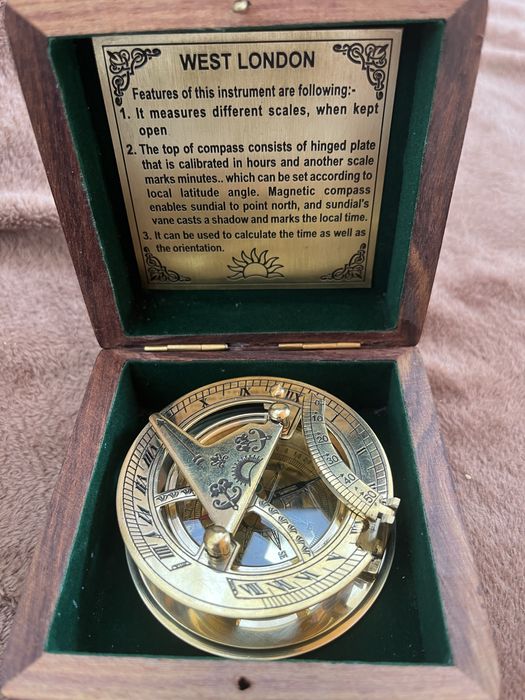 WEST LONDON
Features of this instrument are following:-
1. It measures different scales, when kept
open
2. The top of compass consists of hinged plate
that is calibrated in hours and another scale
marks minutes.. which can be set according to
local latitude angle. Magnetic compass
enables sundial to point north, and sundial's
vane casts a shadow and marks the local time.
3. It can be used to calculate the time as well as
the orientation.